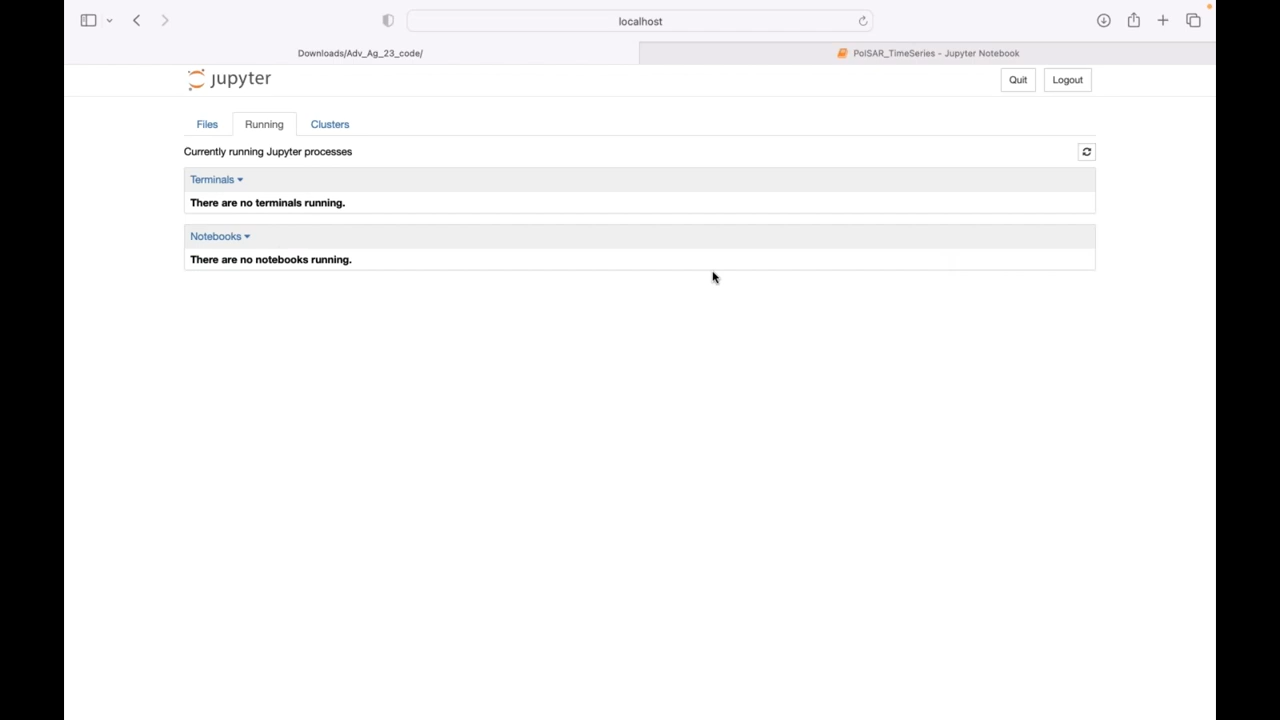 localhost
Downloads/Adv_Ag_23_code/
PolSAR_TimeSeries - Jupyter Notebook
jupyter
Quit
Logout
Files
Running
Clusters
Currently running Jupyter processes
Terminals
There are no terminals running.
Notebooks
There are no notebooks running.